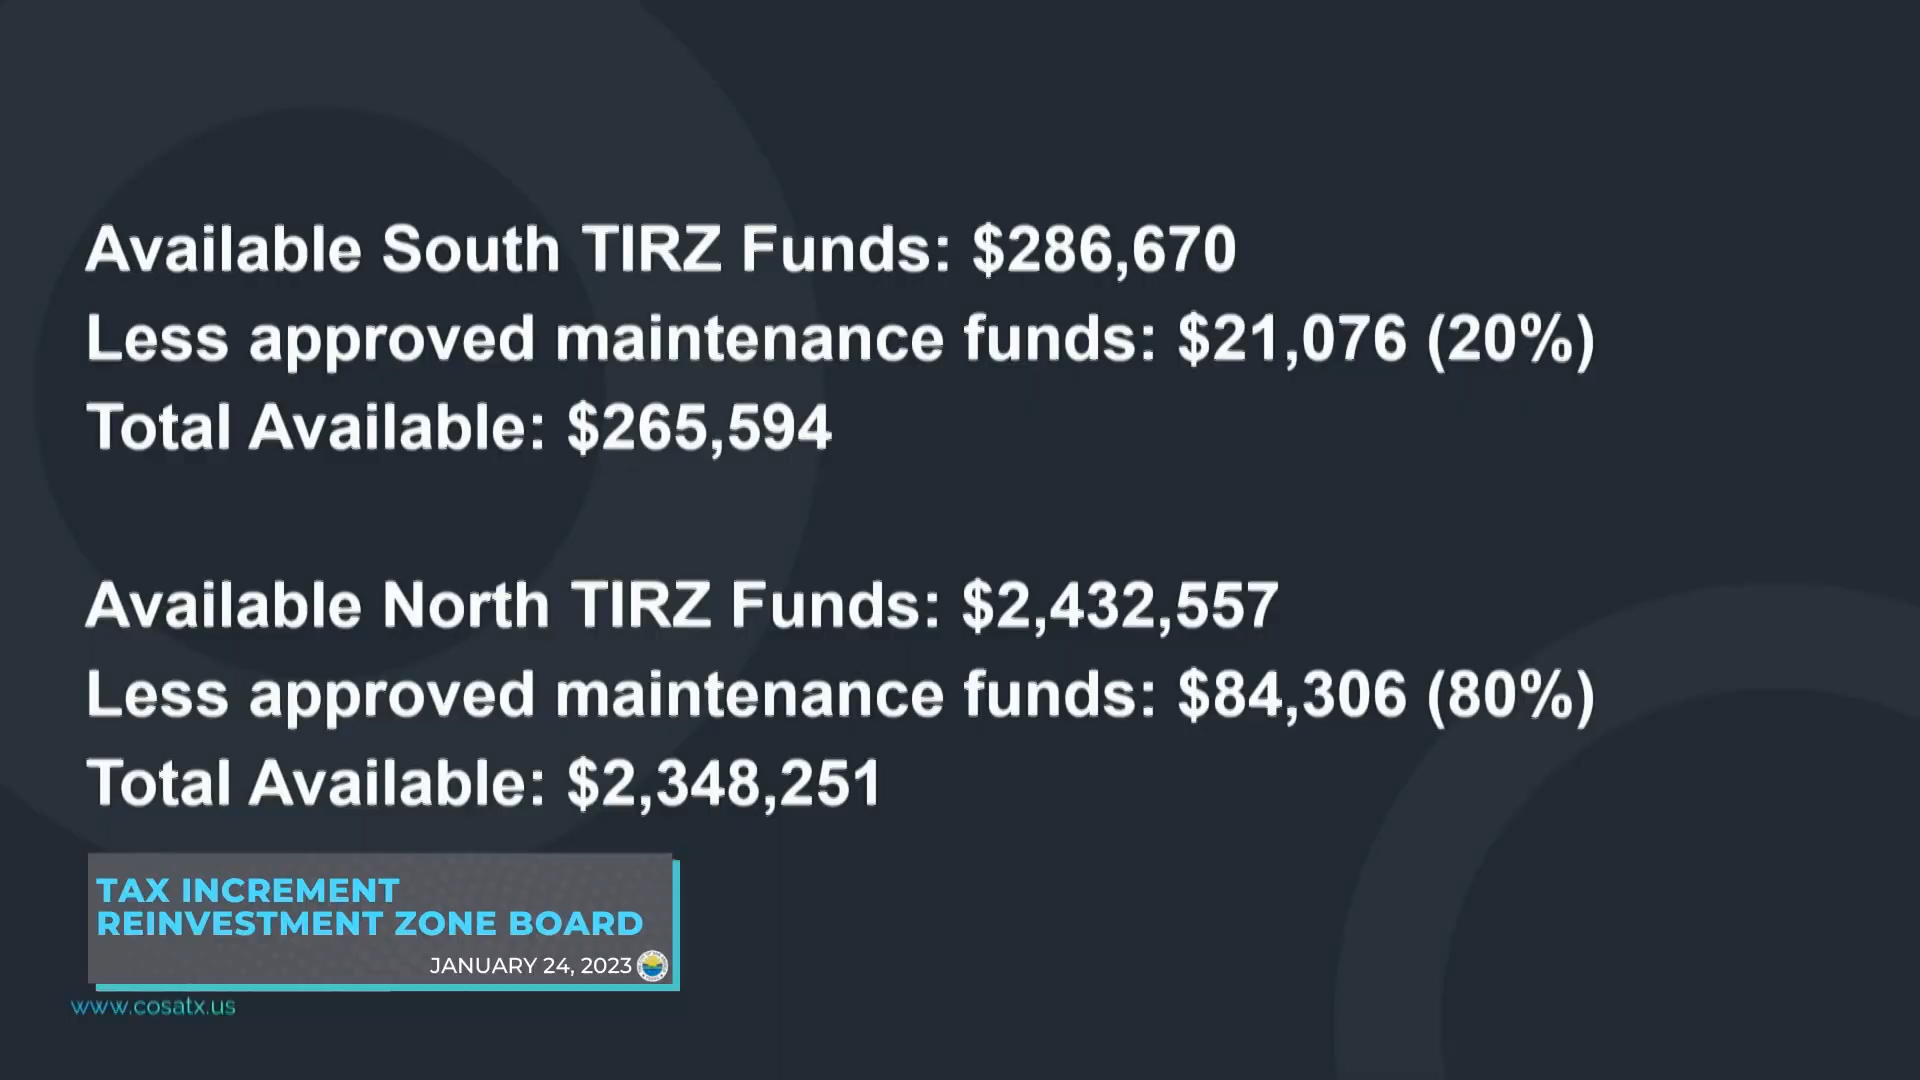 Available South TIRZ Funds: $286,670
Less approved maintenance funds: $21,076 (20%)
Total Available: $265,594
Available North TIRZ Funds: $2,432,557
Less approved maintenance funds: $84,306 (80%)
Total Available: $2,348,251
TAX INCREMENT
REINVESTMENT ZONE BOARD
JANUARY 24, 2023
www.cosatx.us